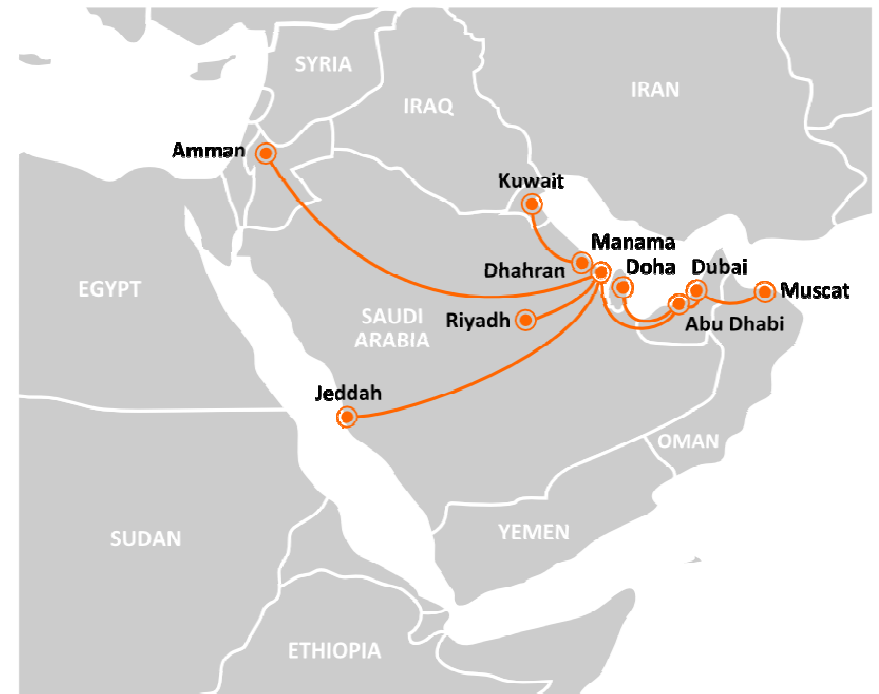 SYRIA
IRAN
IRAQ
Amman
Kuwait
Manama
Dhahran
Doha
Dubai
EGYPT
Muscat
SAUDI
ARABIA
Riyadh
Abu Dhabi
Jeddah
OMAN
YEMEN
SUDAN
ETHIOPIA